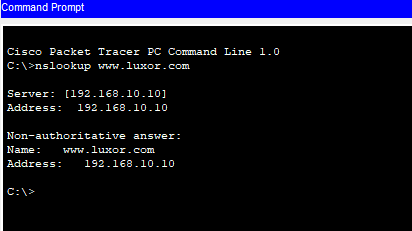 Command Prompt
Cisco Packet Tracer PC Command Line 1.0
C:\>nslookup www.luxor.com
Server: [192.168.10.10]
Address:  192.168.10.10
Non-authoritative answer:
Name:   www.luxor.com
Address:   192.168.10.10
C:\>